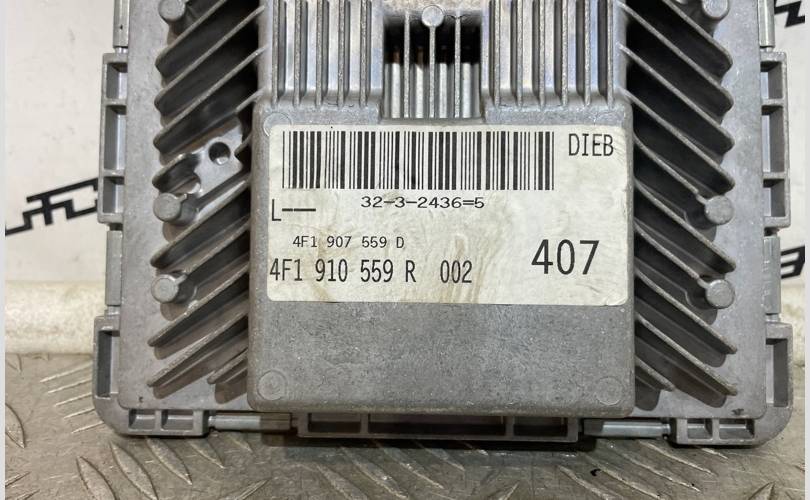 DIEB
32-3-2436=5
L--
4F1 907 559 D
4F1 910 559 R 002
407